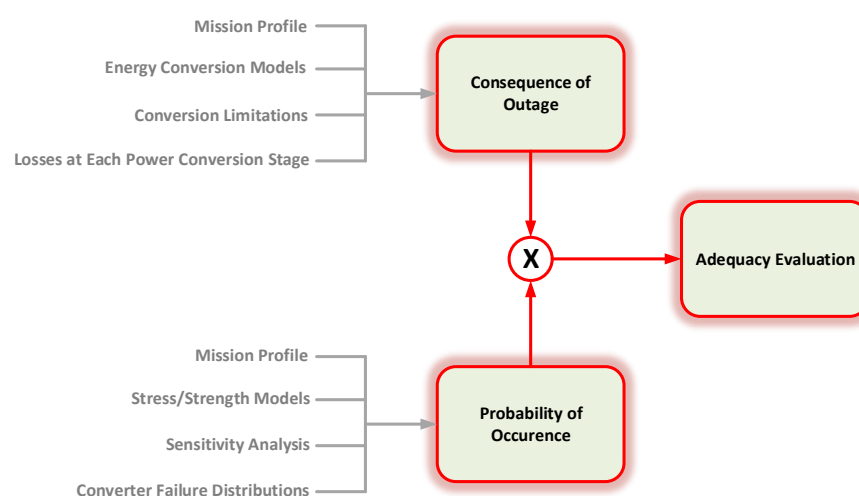 Mission Profile
Energy Conversion Models
Conversion Limitations
Losses at Each Power Conversion Stage
Consequence of
Outage
X
Adequacy Evaluation
Mission Profile
Stress/Strength Models
Sensitivity Analysis
Converter Failure Distributions
Probability of
Occurence